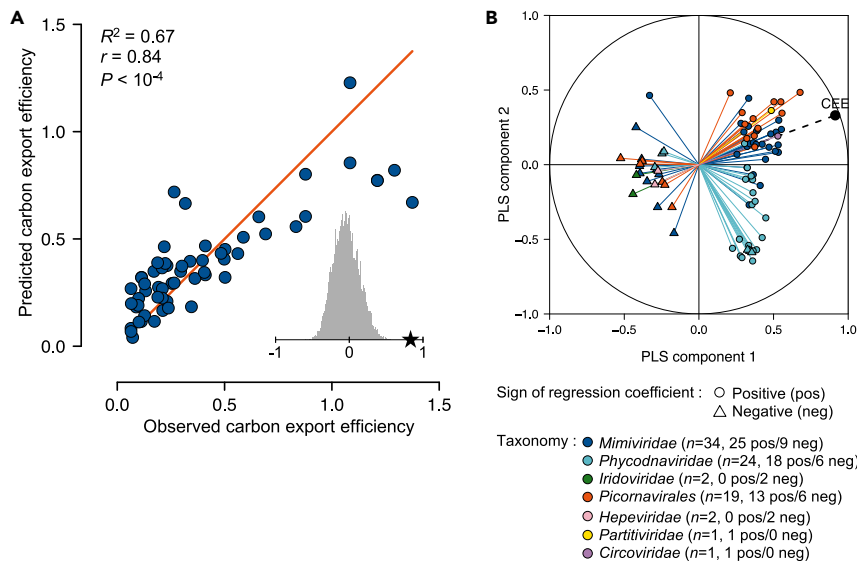 A
R² = 0.67
r = 0.84
P < 10⁻⁴
Predicted carbon export efficiency
1.5
1.0
0.5
0.0
-1
0
1
0.0
0.5
1.0
1.5
Observed carbon export efficiency
B
CEE
PLS component 2
1.0
0.5
0.0
-0.5
-1.0
-1.0
-0.5
0.0
0.5
1.0
PLS component 1
Sign of regression coefficient : Positive (pos)
Negative (neg)
Taxonomy : Mimiviridae (n=34, 25 pos/9 neg)
Phycodnaviridae (n=24, 18 pos/6 neg)
Iridoviridae (n=2, 0 pos/2 neg)
Picornavirales (n=19, 13 pos/6 neg)
Hepeviridae (n=2, 0 pos/2 neg)
Partitiviridae (n=1, 1 pos/0 neg)
Circoviridae (n=1, 1 pos/0 neg)